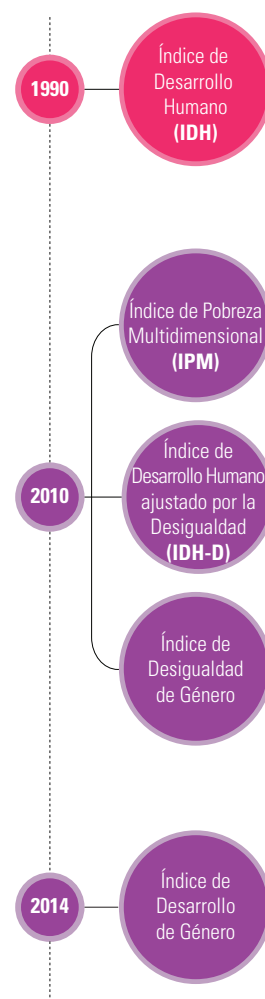 1990
Índice de
Desarrollo
Humano
(IDH)
Índice de Pobreza
Multidimensional
(IPM)
2010
Índice de
Desarrollo Humano
ajustado por la
Desigualdad
(IDH-D)
Índice de
Desigualdad
de Género
2014
Índice de
Desarrollo
de Género